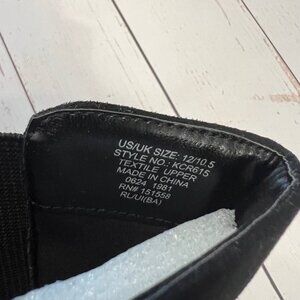 US/UK SIZE: 12/10.5
STYLE NO.: KCR615
TEXTILE UPPER
MADE IN CHINA
0624 1981
RN# 151558
RL/UI(BA)